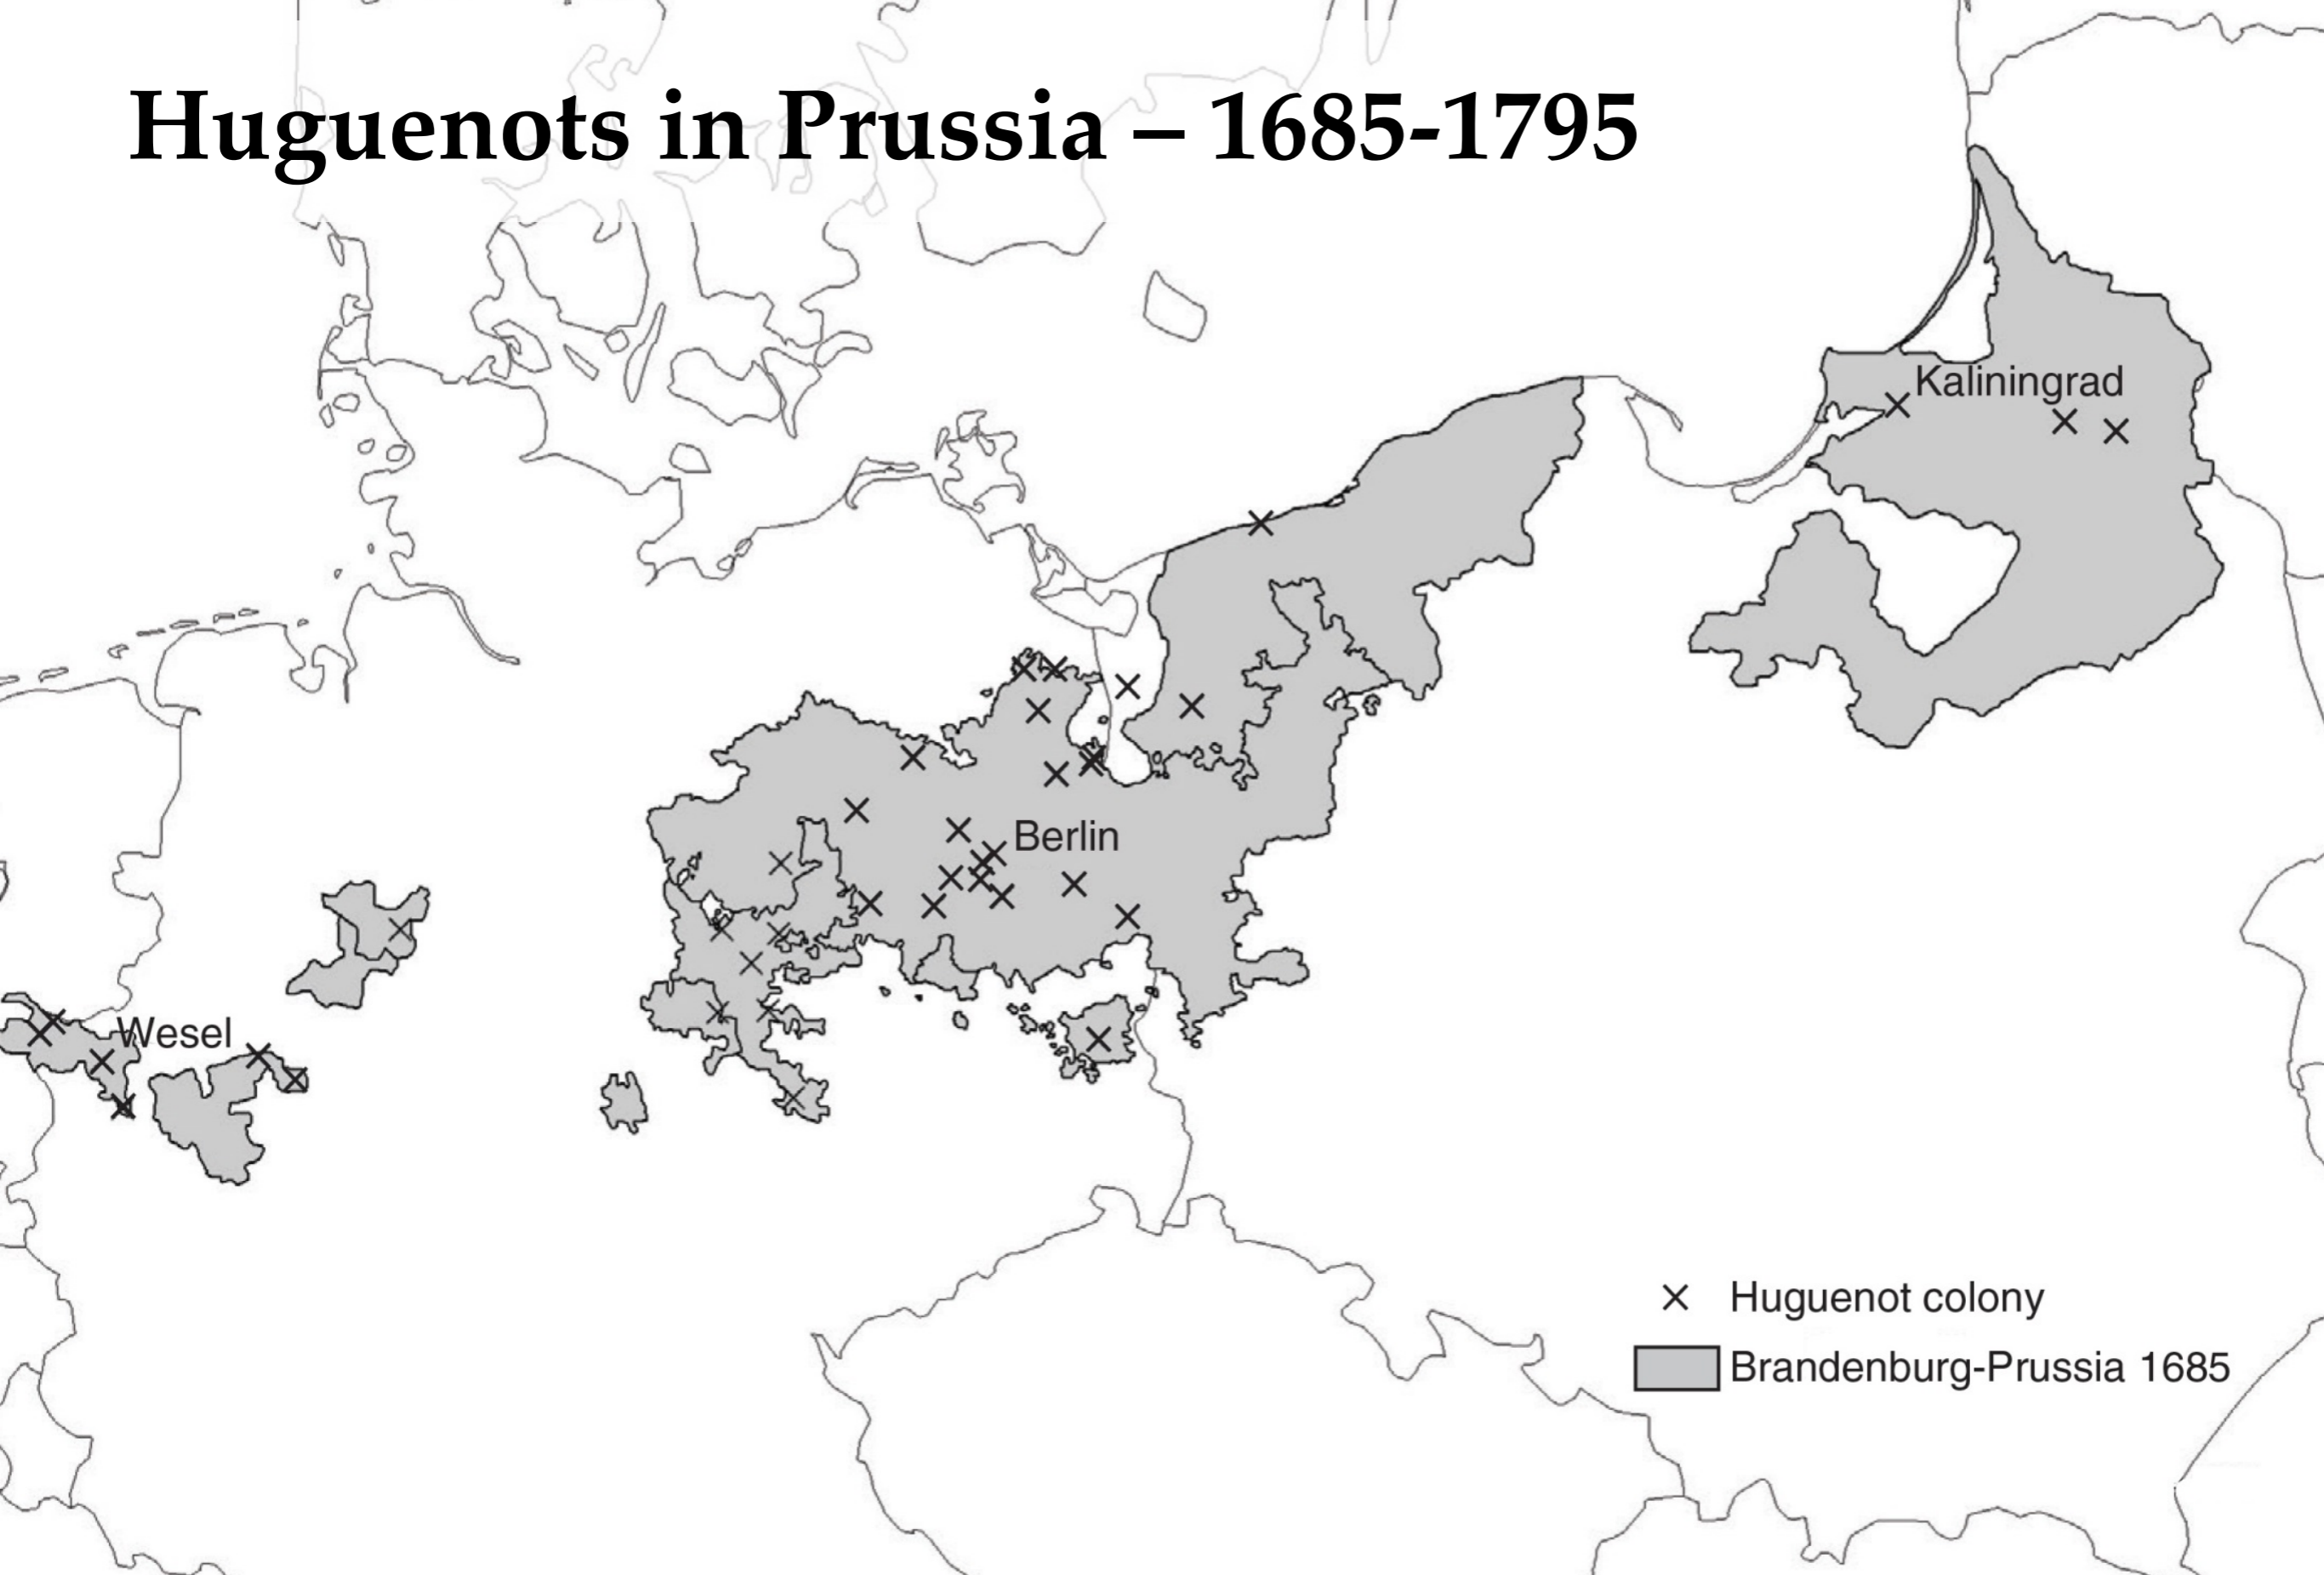 Huguenots in Prussia – 1685-1795
Kaliningrad
Berlin
Wesel
Huguenot colony
Brandenburg-Prussia 1685